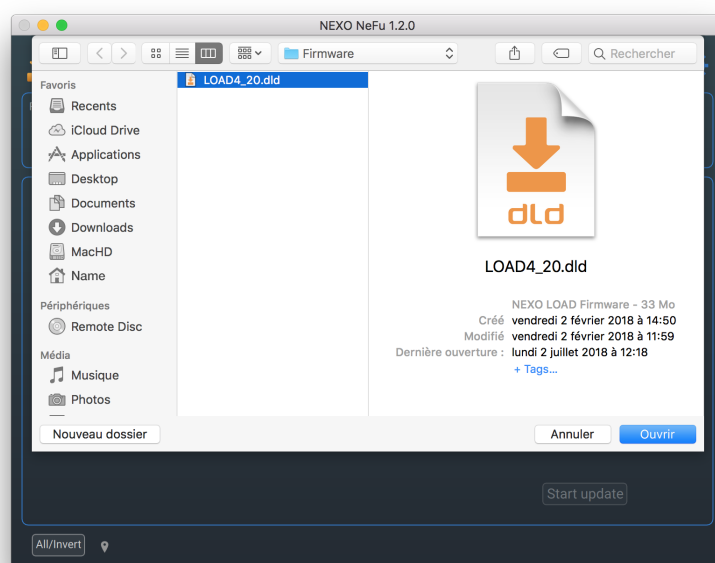 NEXO NeFu 1.2.0
Firmware
Rechercher
Favoris
Recents
iCloud Drive
Applications
Desktop
Documents
Downloads
MacHD
Name
Périphériques
Remote Disc
Média
Musique
Photos
LOAD4_20.dld
dld
LOAD4_20.dld
NEXO LOAD Firmware - 33 Mo
Créé vendredi 2 février 2018 à 14:50
Modifié vendredi 2 février 2018 à 11:59
Dernière ouverture : lundi 2 juillet 2018 à 12:18
+ Tags...
Nouveau dossier
Annuler
Ouvrir
Start update
All/Invert